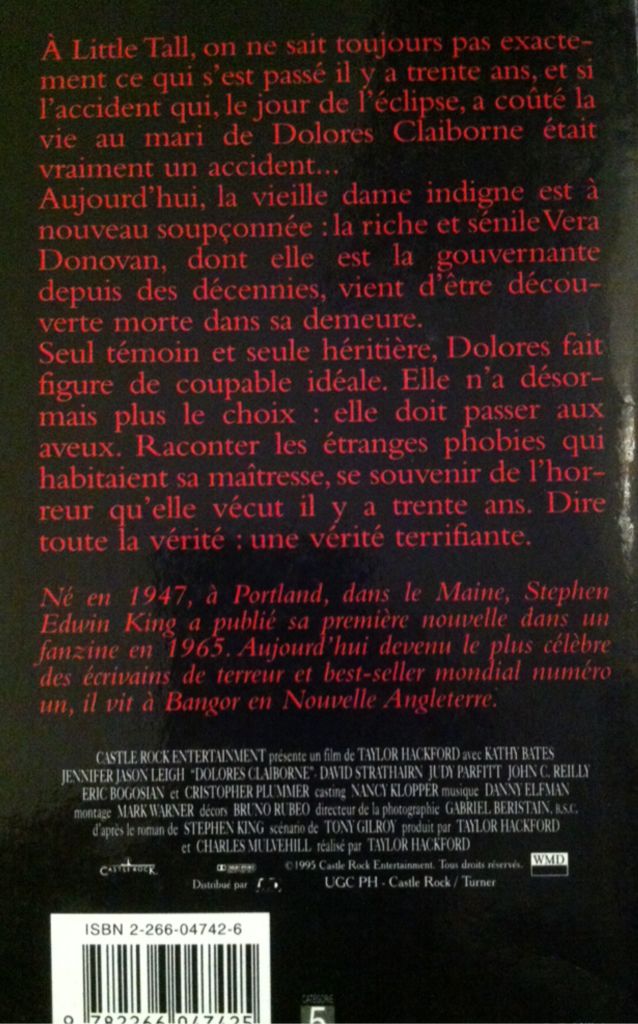 À Little Tall, on ne sait toujours pas exacte-
ment ce qui s'est passé il y a trente ans, et si
l'accident qui, le jour de l'éclipse, a coûté la
vie au mari de Dolores Claiborne était
vraiment un accident...
Aujourd'hui, la vieille dame indigne est à
nouveau soupçonnée : la riche et sénile Vera
Donovan, dont elle est la gouvernante
depuis des décennies, vient d'être décou-
verte morte dans sa demeure.
Seul témoin et seule héritière, Dolores fait
figure de coupable idéale. Elle n'a désor-
mais plus le choix : elle doit passer aux
aveux. Raconter les étranges phobies qui
habitaient sa maîtresse, se souvenir de l'hor-
reur qu'elle vécut il y a trente ans. Dire
toute la vérité : une vérité terrifiante.
Né en 1947, à Portland, dans le Maine, Stephen
Edwin King a publié sa première nouvelle dans un
fanzine en 1965. Aujourd'hui devenu le plus célèbre
des écrivains de terreur et best-seller mondial numéro
un, il vit à Bangor en Nouvelle Angleterre.
CASTLE ROCK ENTERTAINMENT présente un film de TAYLOR HACKFORD avec KATHY BATES
JENNIFER JASON LEIGH "DOLORES CLAIBORNE" DAVID STRATHAIRN JUDY PARFITT JOHN C. REILLY
ERIC BOGOSIAN et CRISTOPHER PLUMMER casting NANCY KLOPPER musique DANNY ELFMAN
montage MARK WARNER décors BRUNO RUBEO directeur de la photographie GABRIEL BERISTAIN, B.S.C.
d'après le roman de STEPHEN KING scénario de TONY GILROY produit par TAYLOR HACKFORD
et CHARLES MULVEHILL réalisé par TAYLOR HACKFORD
CASTLE ROCK ©1995 Castle Rock Entertainment. Tous droits réservés. WMD
Distribué par UGC PH - Castle Rock / Turner
ISBN 2-266-04742-6
9 782266 047425
CATÉGORIE
5